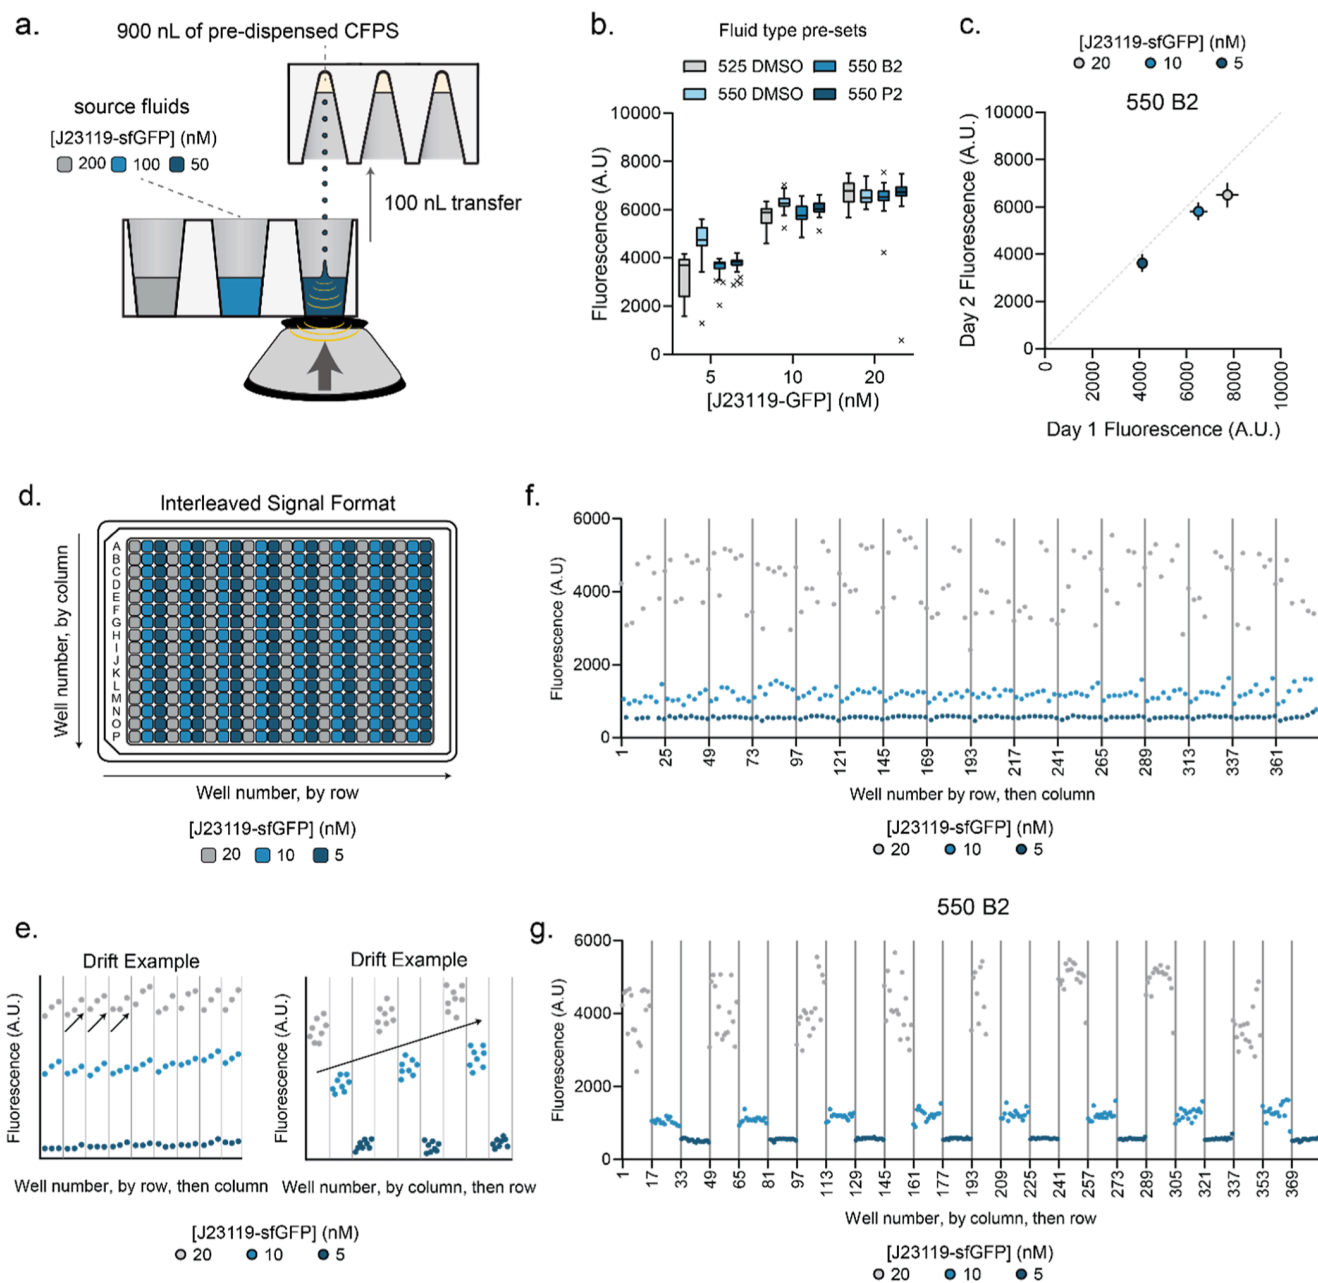 a.
900 nL of pre-dispensed CFPS
source fluids
[J23119-sfGFP] (nM)
200 100 50
100 nL transfer
b.
Fluid type pre-sets
525 DMSO 550 B2
550 DMSO 550 P2
Fluorescence (A.U)
10000
8000
6000
4000
2000
0
5 10 20
[J23119-GFP] (nM)
c.
[J23119-sfGFP] (nM)
20 10 5
550 B2
Day 2 Fluorescence (A.U.)
10000
8000
6000
4000
2000
0
0 2000 4000 6000 8000 10000
Day 1 Fluorescence (A.U.)
d.
Interleaved Signal Format
Well number, by column
A
B
C
D
E
F
G
H
I
J
K
L
M
N
O
P
Well number, by row
[J23119-sfGFP] (nM)
20 10 5
f.
Fluorescence (A.U)
6000
4000
2000
0
1 25 49 73 97 121 145 169 193 217 241 265 289 313 337 361
Well number by row, then column
[J23119-sfGFP] (nM)
20 10 5
e.
Drift Example
Fluorescence (A.U.)
Well number, by row, then column
Drift Example
Fluorescence (A.U.)
Well number, by column, then row
[J23119-sfGFP] (nM)
20 10 5
550 B2
g.
Fluorescence (A.U)
6000
4000
2000
0
1 17 33 49 65 81 97 113 129 145 161 177 193 209 225 241 257 273 289 305 321 337 353 369
Well number, by column, then row
[J23119-sfGFP] (nM)
20 10 5